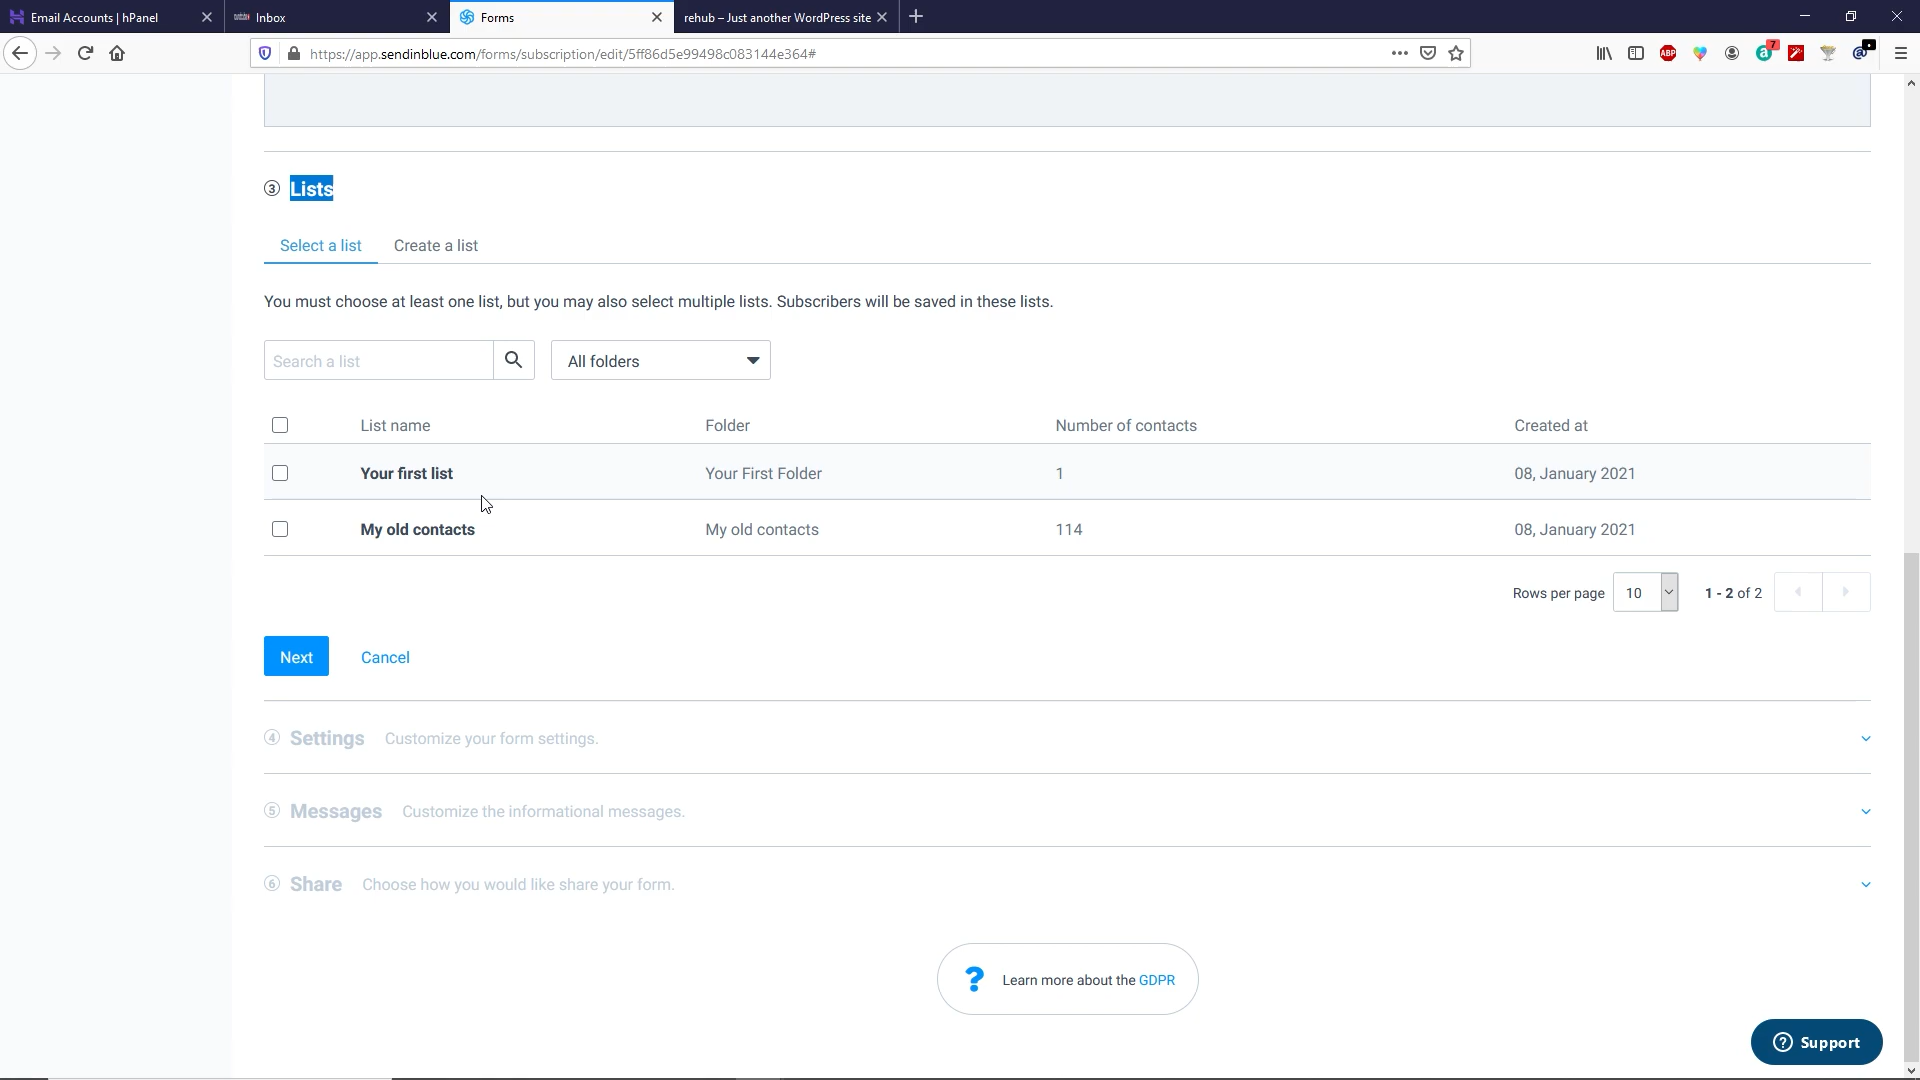 Email Accounts | hPanel
Inbox
Forms
rehub – Just another WordPress site
https://app.sendinblue.com/forms/subscription/edit/5ff86d5e99498c083144e364#
ABP
7
3 Lists
Select a list
Create a list
You must choose at least one list, but you may also select multiple lists. Subscribers will be saved in these lists.
Search a list
All folders
List name Folder Number of contacts Created at
Your first list Your First Folder 1 08, January 2021
My old contacts My old contacts 114 08, January 2021
Rows per page 10 1 - 2 of 2
Next Cancel
4 Settings Customize your form settings.
5 Messages Customize the informational messages.
6 Share Choose how you would like share your form.
? Learn more about the GDPR
? Support